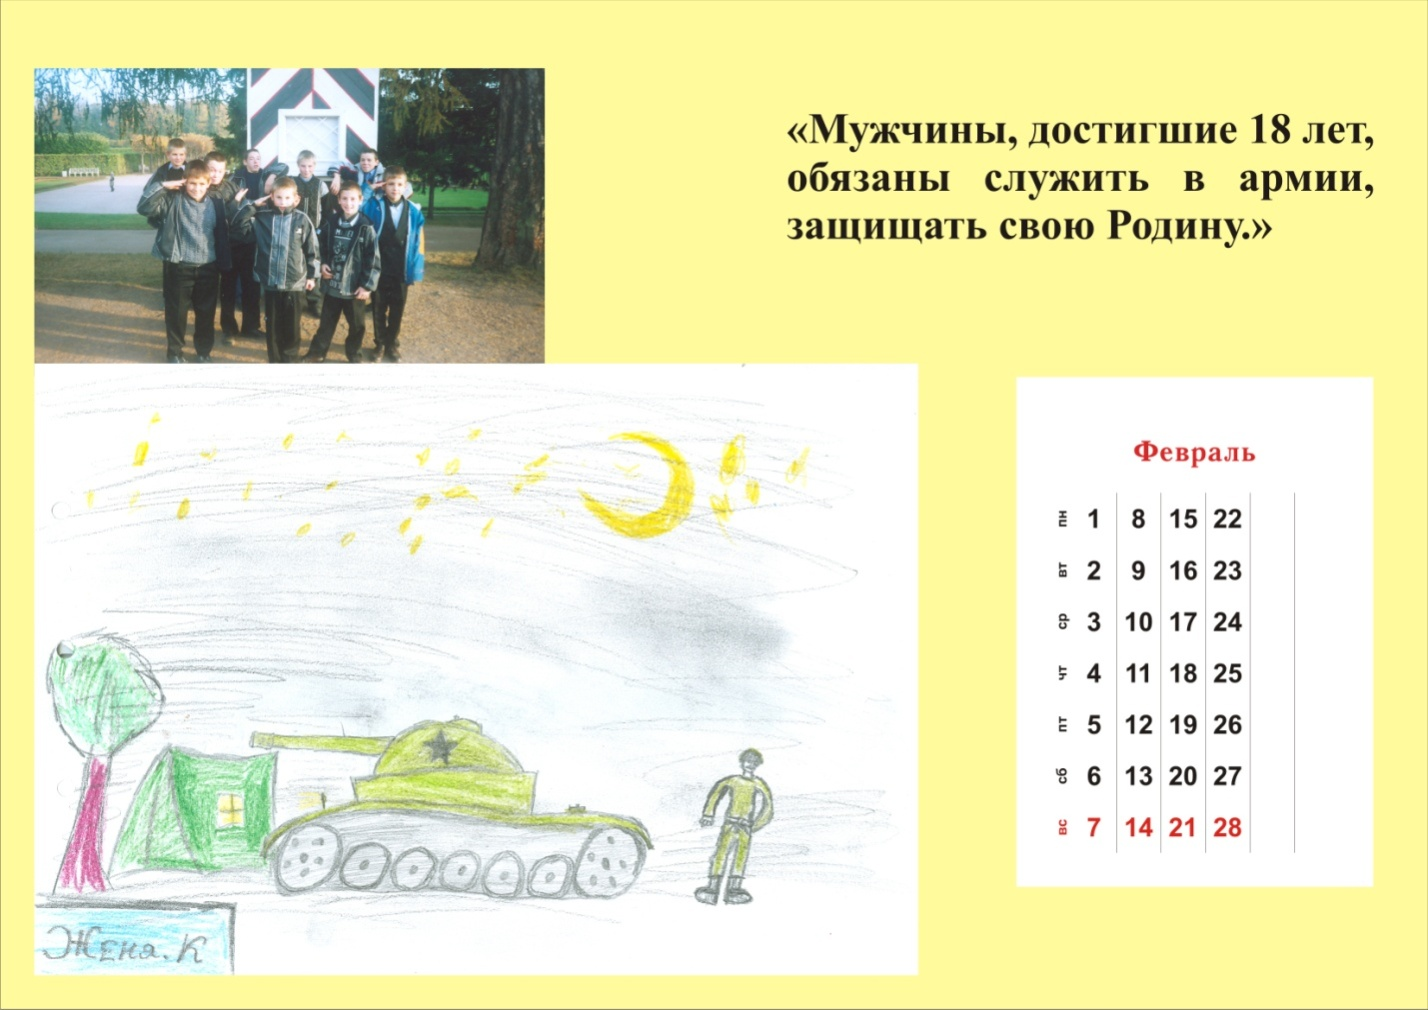 «Мужчины, достигшие 18 лет,
обязаны служить в армии,
защищать свою Родину.»
Февраль
пн 1 8 15 22
вт 2 9 16 23
ср 3 10 17 24
чт 4 11 18 25
пт 5 12 19 26
сб 6 13 20 27
вс 7 14 21 28
Жена.К